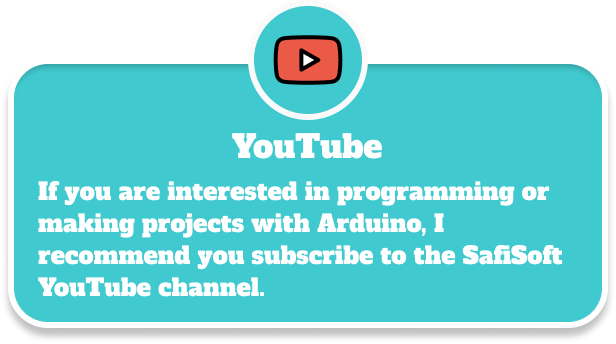 YouTube
If you are interested in programming or
making projects with Arduino, I
recommend you subscribe to the SafiSoft
YouTube channel.